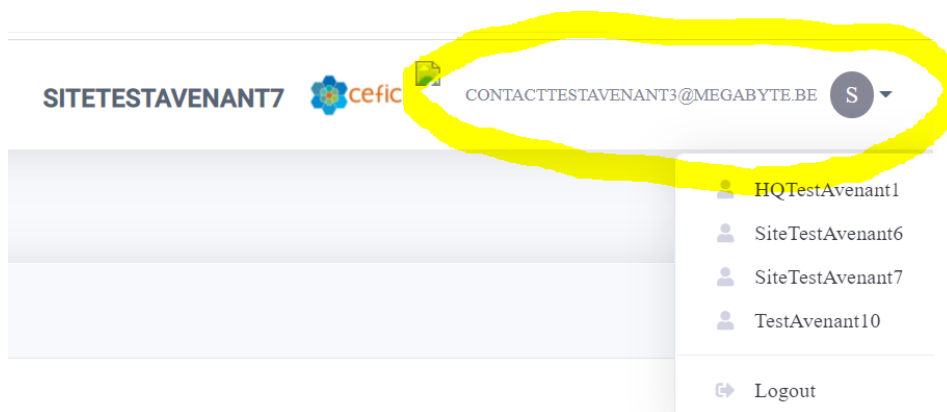 SITETESTAVENANT7 cefic CONTACTTESTAVENANT3@MEGABYTE.BE S
HQTestAvenant1
SiteTestAvenant6
SiteTestAvenant7
TestAvenant10
Logout